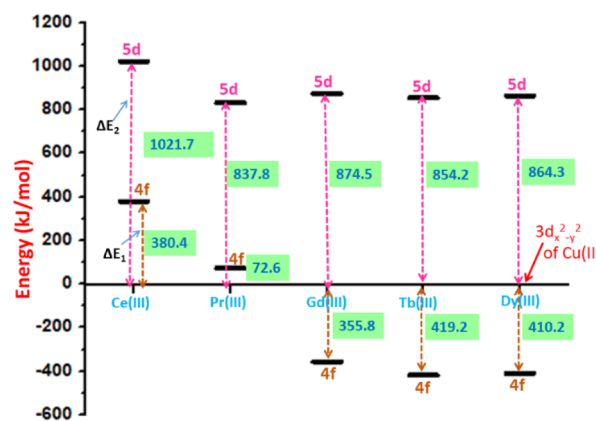 1200
1000
800
600
400
200
0
-200
-400
-600
Energy (kJ/mol)
5d
5d
5d
5d
5d
ΔE₂
1021.7
837.8
874.5
854.2
864.3
4f
ΔE₁
380.4
4f
72.6
3dₓ²-ᵧ²
of Cu(II
Ce(III)
Pr(III)
Gd(III)
Tb(III)
Dy(III)
355.8
419.2
410.2
4f
4f
4f